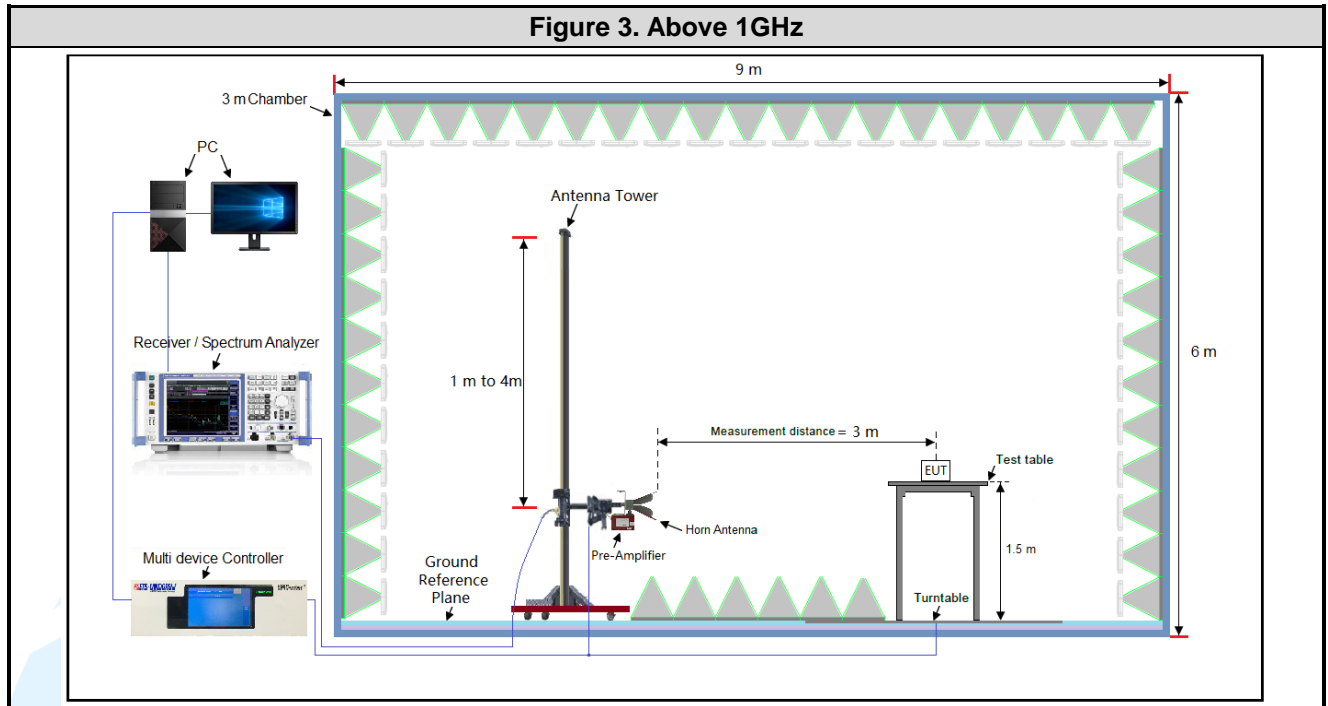 Figure 3. Above 1GHz
9 m
3 m Chamber
PC
Antenna Tower
Receiver / Spectrum Analyzer
6 m
1 m to 4m
Measurement distance = 3 m
EUT
Test table
Horn Antenna
Pre-Amplifier
1.5 m
Multi device Controller
Ground
Reference
Plane
Turntable